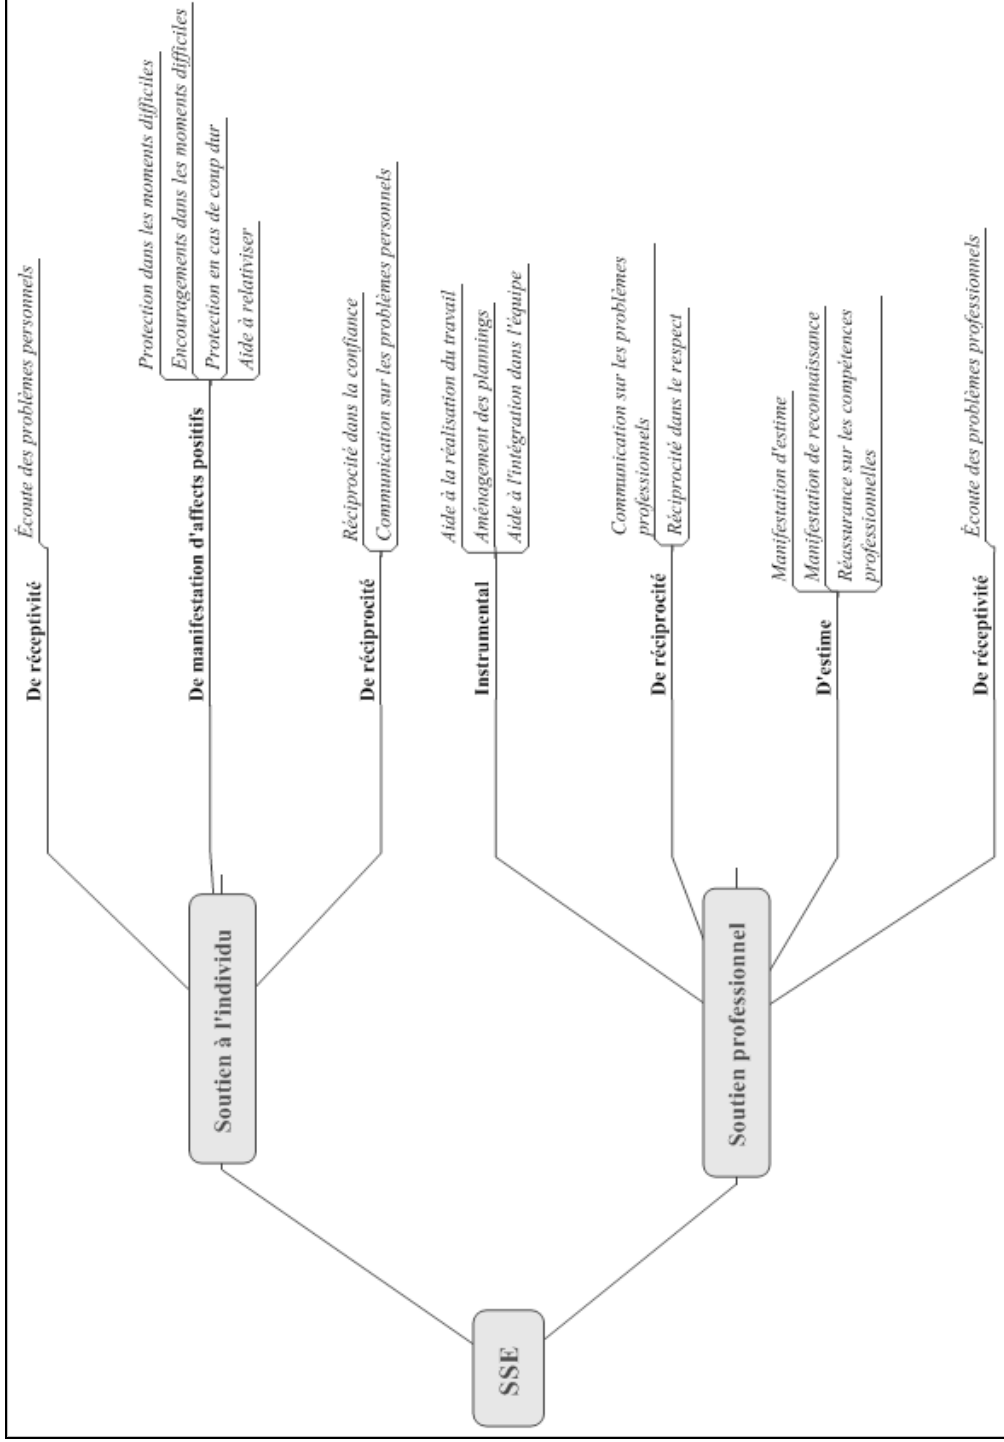 SSE
Soutien à l'individu
De réceptivité
Écoute des problèmes personnels
De manifestation d'affects positifs
Protection dans les moments difficiles
Encouragements dans les moments difficiles
Protection en cas de coup dur
Aide à relativiser
De réciprocité
Réciprocité dans la confiance
Communication sur les problèmes personnels
Soutien professionnel
Instrumental
Aide à la réalisation du travail
Aménagement des plannings
Aide à l'intégration dans l'équipe
De réciprocité
Communication sur les problèmes
professionnels
Réciprocité dans le respect
D'estime
Manifestation d'estime
Manifestation de reconnaissance
Réassurance sur les compétences
professionnelles
De réceptivité
Écoute des problèmes professionnels